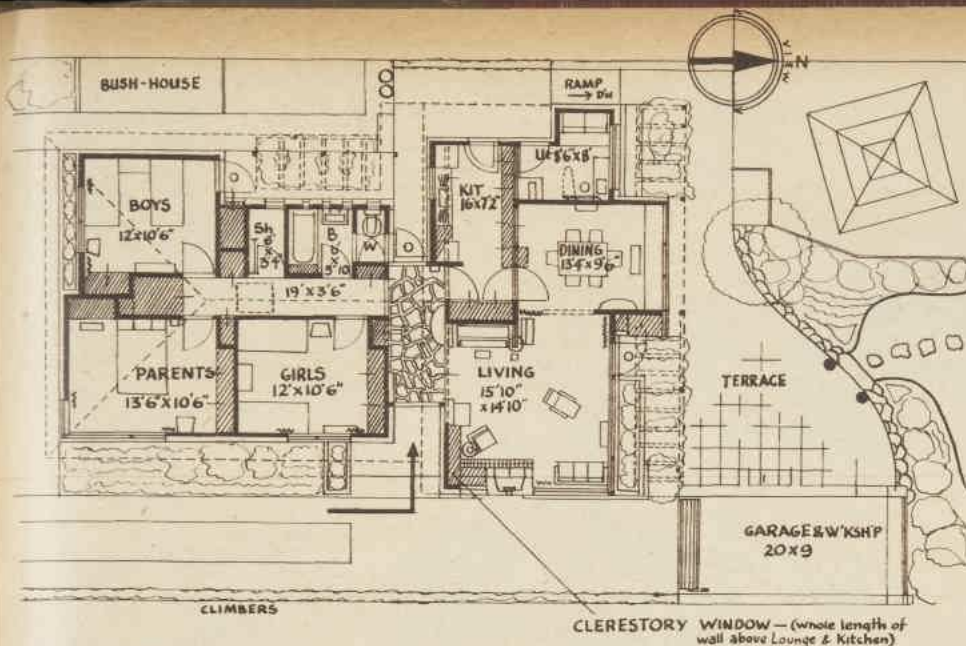 BUSH-HOUSE
RAMP
→ D'N
N
VIEW
BOYS
12'x10'6"
Sh
B
W
KIT
16x7'2"
DINING
13'4"x9'6"
19'x3'6"
PARENTS
13'6"x10'6"
GIRLS
12'x10'6"
LIVING
15'10"
x14'10"
TERRACE
GARAGE & W'KSH'P
20x9
CLIMBERS
CLERESTORY WINDOW — (whole length of
wall above Lounge & Kitchen)